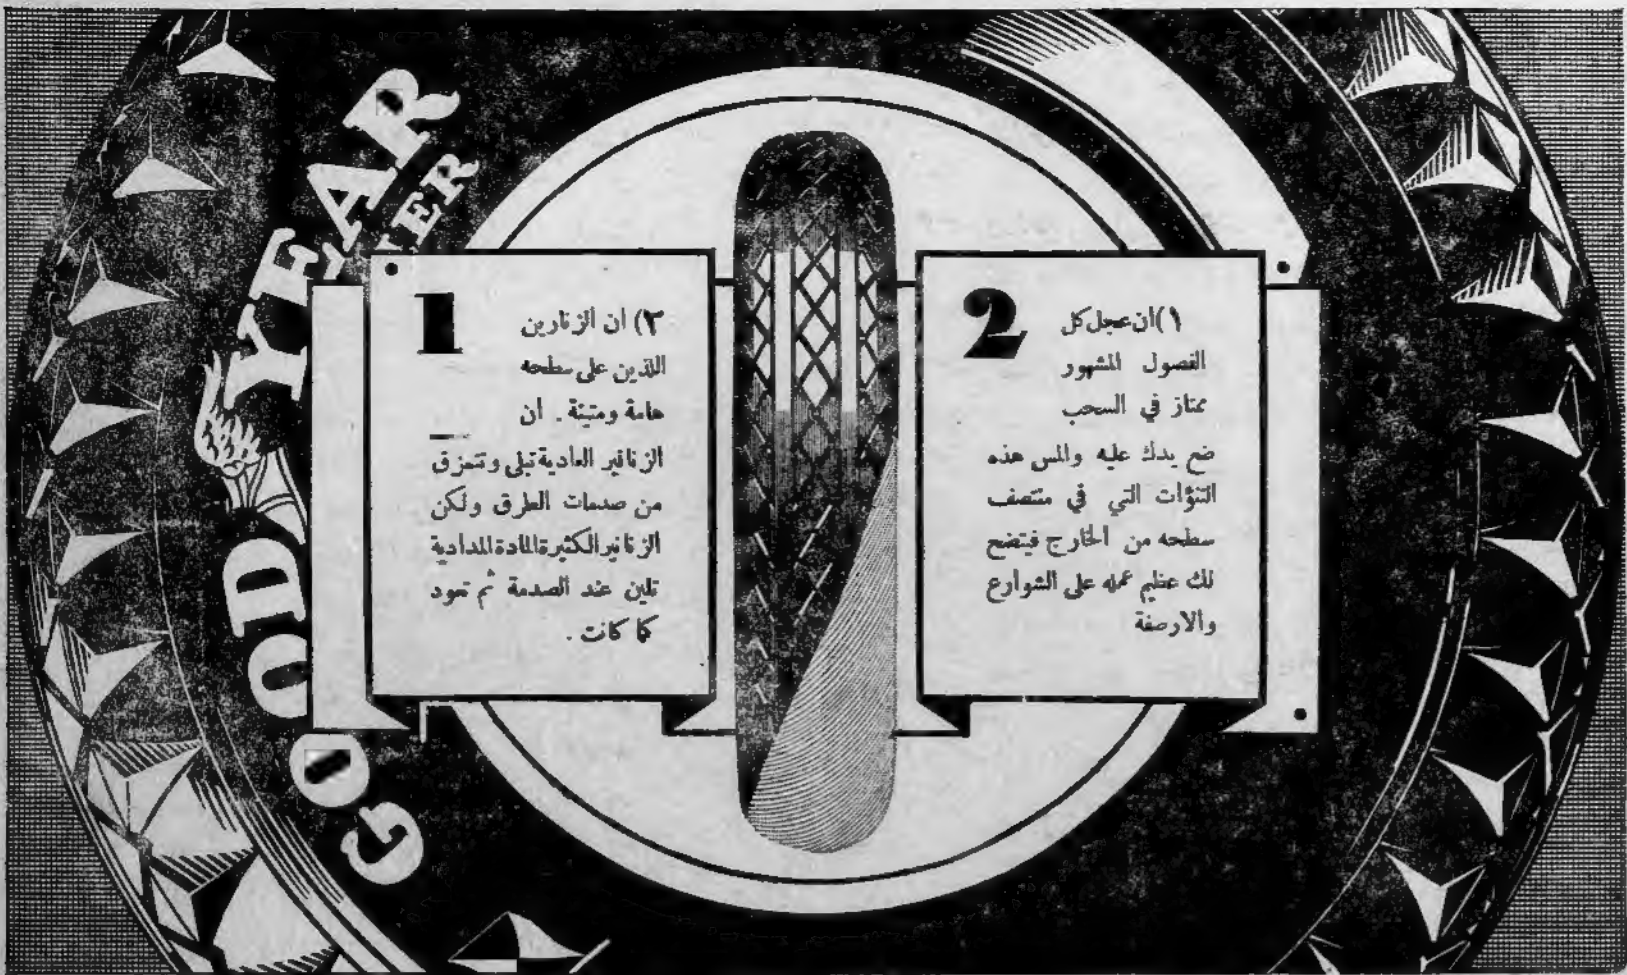 GOODYEAR
2
١) ان عجل كل
الفصول المشهور
ممتاز في السحب
ضع يدك عليه والمس هذه
النتؤات التي في منتصف
سطحه من الخارج فيتضح
لك عظيم عمله على الشوارع
والارصفة
1
٣) ان الزنارين
اللذين على سطحه
هامة ومتينة . ان
الزنانير العادية تبلى وتتمزق
من صدمات الطرق ولكن
الزنانير الكثيرة المادة المدادية
تلين عند الصدمة ثم تعود
كما كانت .